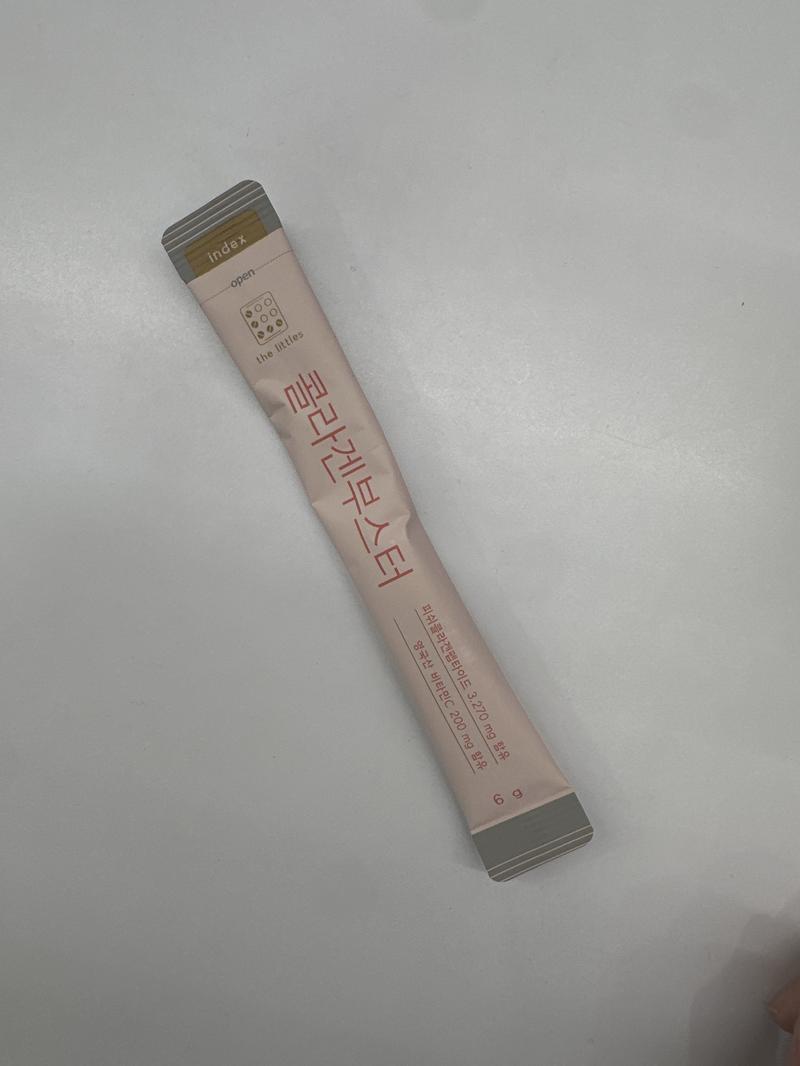 index
open
the littles
콜라겐부스터
피쉬콜라겐펩타이드 3,270 mg 함유
영국산 비타민C 200 mg 함유
6 g